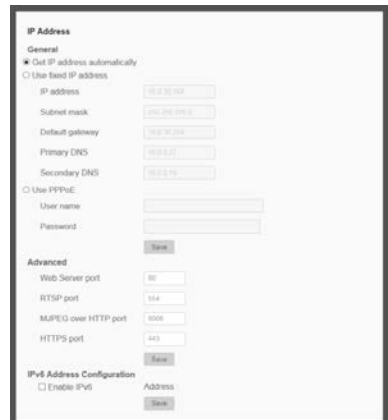 IP Address
General
Get IP address automatically
Use fixed IP address
IP address
Subnet mask
Default gateway
Primary DNS
Secondary DNS
Use PPPoE
User name
Password
Save
Advanced
Web Server port 80
RTSP port 554
MJPEG over HTTP port
HTTPS port 443
Save
IPv6 Address Configuration
Enable IPv6 Address
Save